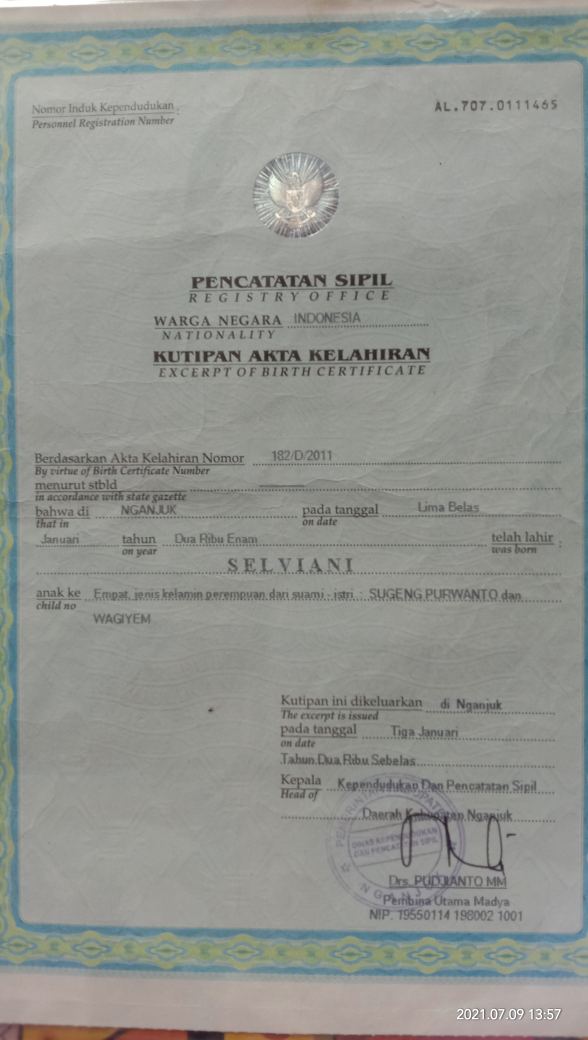 Nomor Induk Kependudukan :
Personnel Registration Number
AL.707.0111465
PENCATATAN SIPIL
REGISTRY OFFICE
WARGA NEGARA INDONESIA
NATIONALITY
KUTIPAN AKTA KELAHIRAN
EXCERPT OF BIRTH CERTIFICATE
Berdasarkan Akta Kelahiran Nomor 182/D/2011
By virtue of Birth Certificate Number
menurut stbld
in accordance with state gazette
bahwa di NGANJUK pada tanggal Lima Belas
that in on date
Januari tahun Dua Ribu Enam telah lahir :
on year was born
SELVIANI
anak ke Empat, jenis kelamin perempuan dari suami - istri : SUGENG PURWANTO dan
child no
WAGIYEM
Kutipan ini dikeluarkan di Nganjuk
The excerpt is issued
pada tanggal Tiga Januari
on date
Tahun Dua Ribu Sebelas
Kepala Kependudukan Dan Pencatatan Sipil
Head of
Daerah Kabupaten Nganjuk
DINAS KEPENDUDUKAN
DAN PENCATATAN SIPIL
NGANJUK
Drs. PUDJIANTO MM
Pembina Utama Madya
NIP. 19550114 198002 1001
2021.07.09 13:57